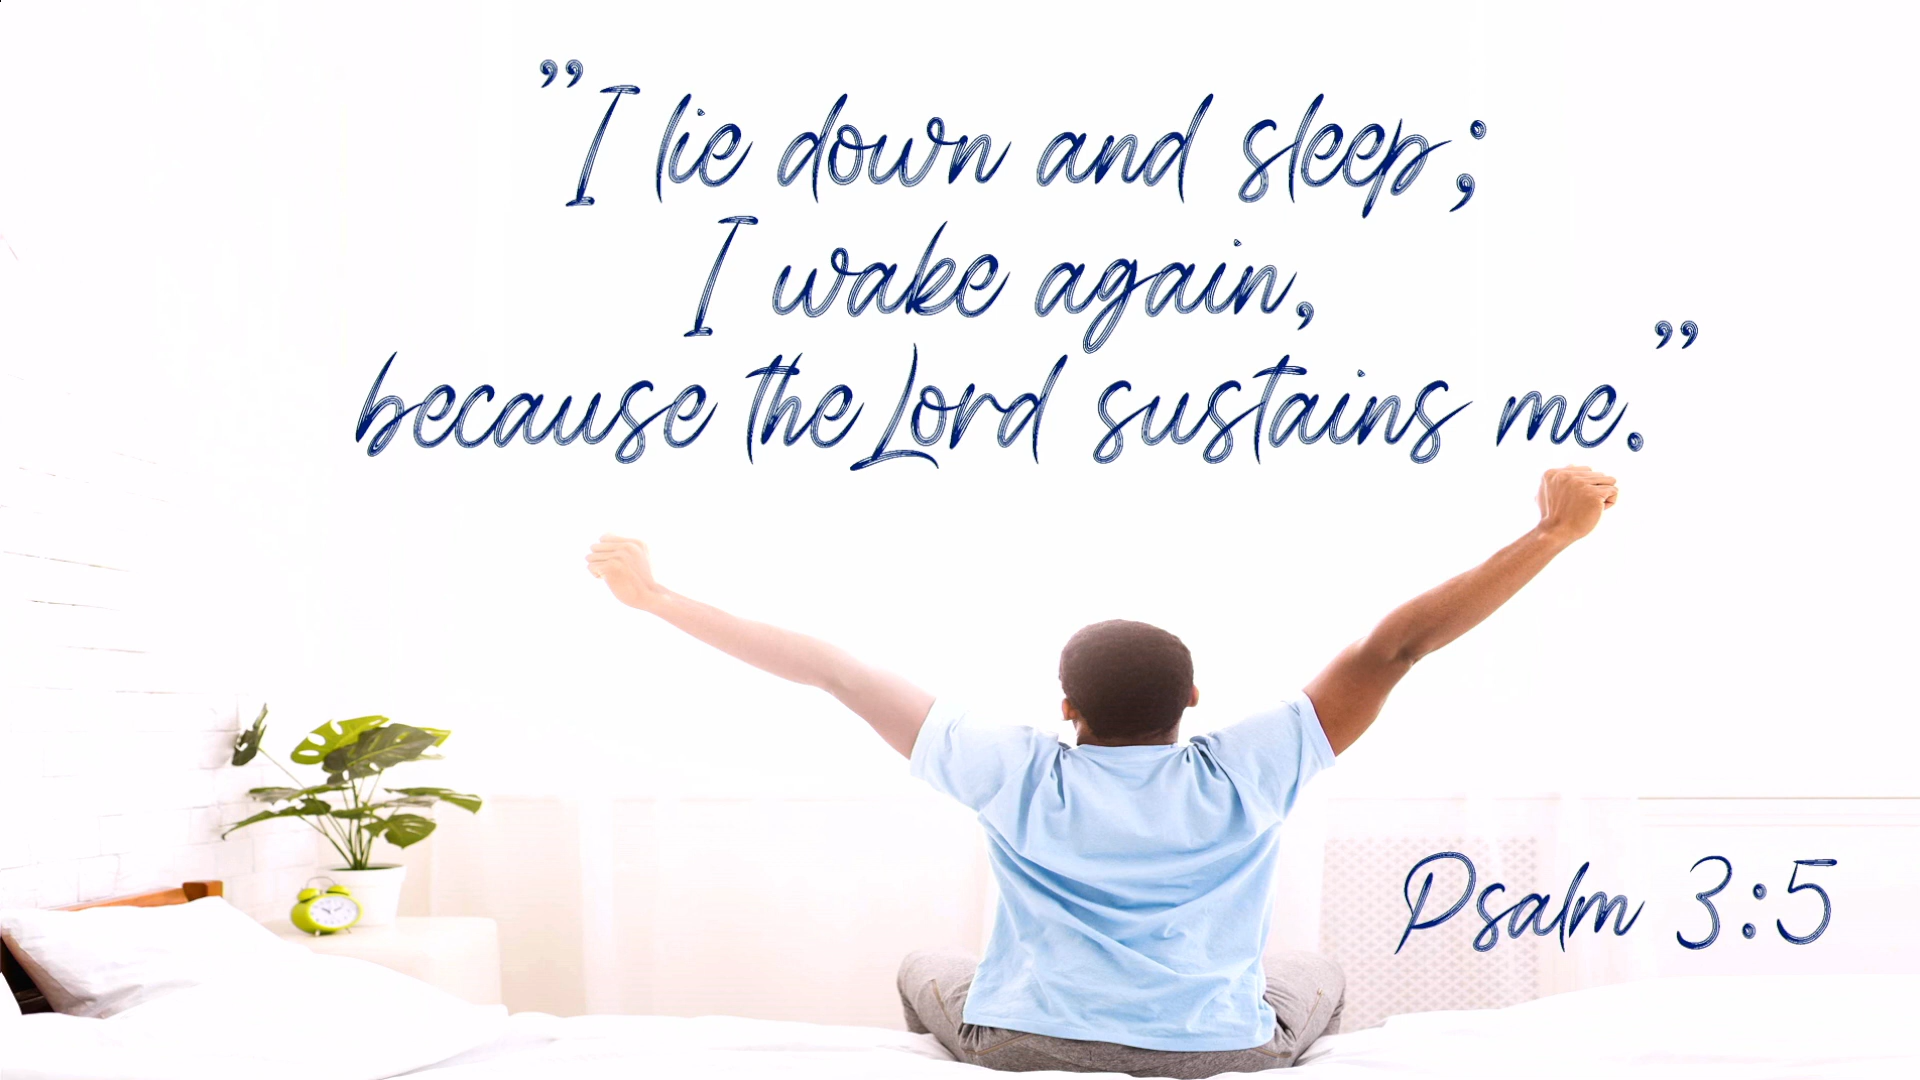 ”I lie down and sleep;
I wake again,
because the Lord sustains me.”
Psalm 3:5